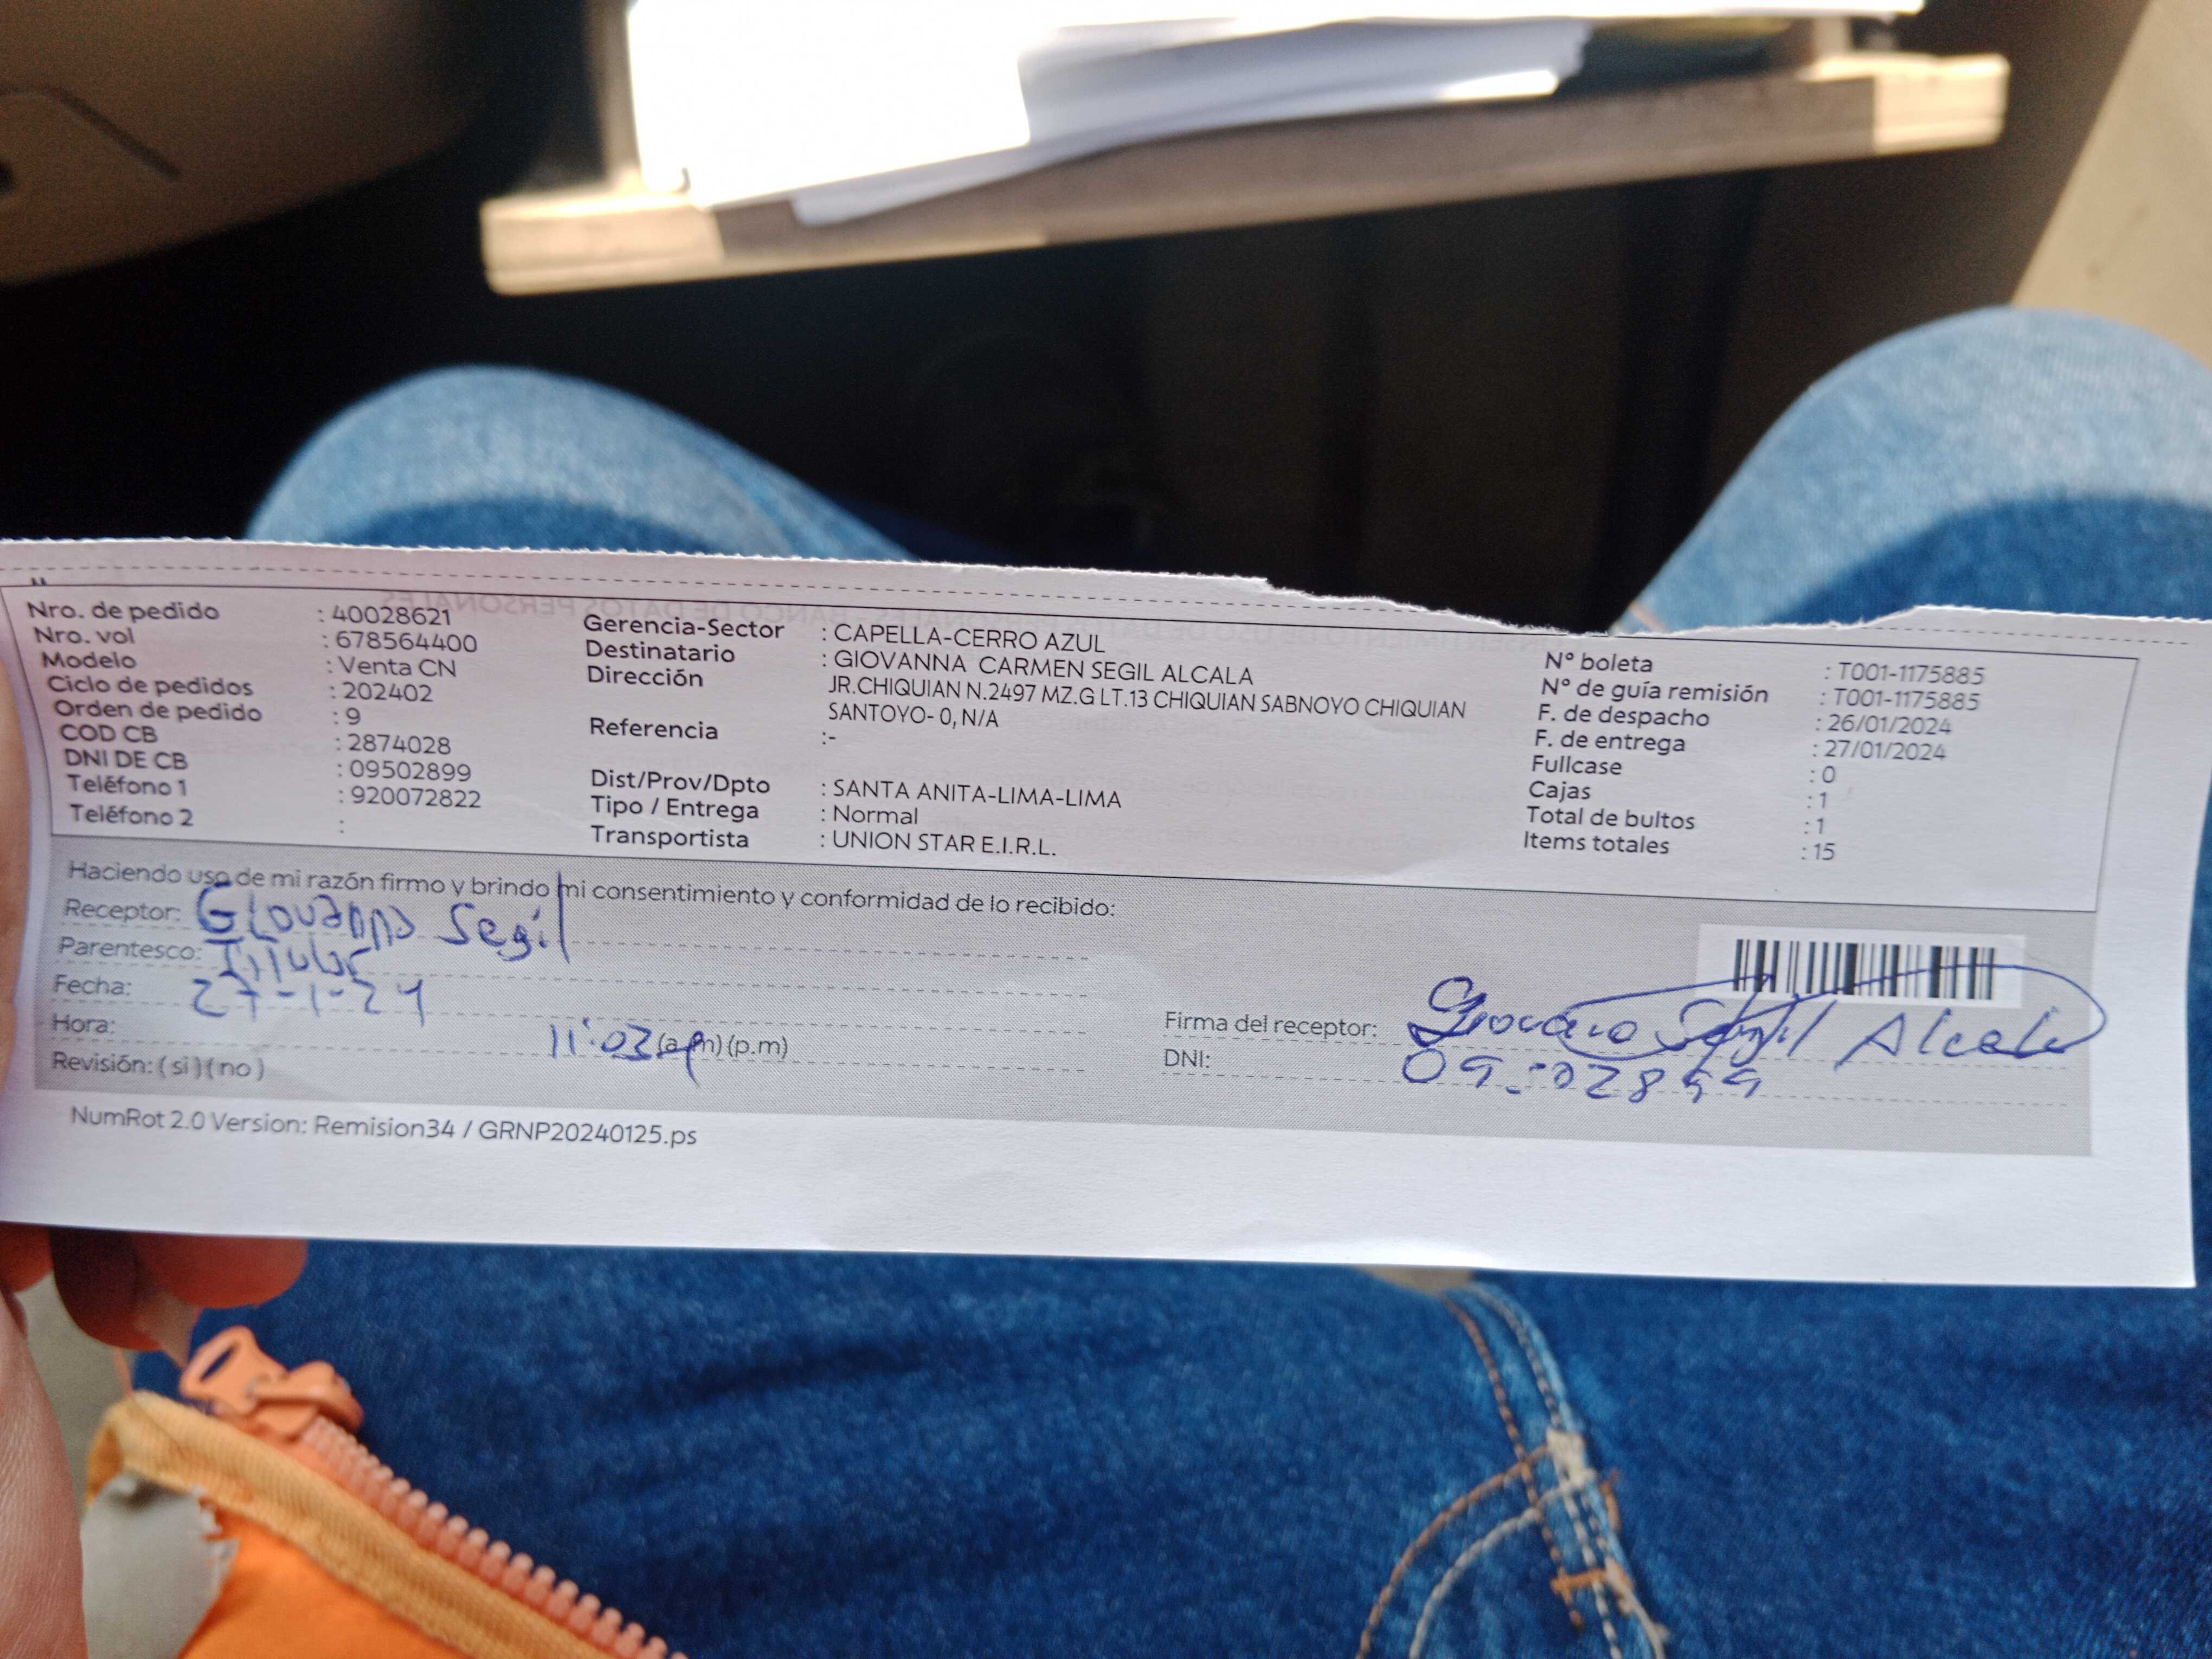 Nro. de pedido : 40028621
Nro. vol : 678564400
Modelo : Venta CN
Ciclo de pedidos : 202402
Orden de pedido : 9
COD CB : 2874028
DNI DE CB : 09502899
Teléfono 1 : 920072822
Teléfono 2 :
Gerencia-Sector : CAPELLA-CERRO AZUL
Destinatario : GIOVANNA CARMEN SEGIL ALCALA
Dirección JR.CHIQUIAN N.2497 MZ.G LT.13 CHIQUIAN SABNOYO CHIQUIAN
SANTOYO- 0, N/A
Referencia :-
Dist/Prov/Dpto : SANTA ANITA-LIMA-LIMA
Tipo / Entrega : Normal
Transportista : UNION STAR E.I.R.L.
N° boleta : T001-1175885
N° de guía remisión : T001-1175885
F. de despacho : 26/01/2024
F. de entrega : 27/01/2024
Fullcase : 0
Cajas : 1
Total de bultos : 1
Items totales : 15
Haciendo uso de mi razón firmo y brindo mi consentimiento y conformidad de lo recibido:
Receptor: Giovanna Segil
Parentesco: Titular
Fecha: 27-1-24
Hora: 11:03 (a.m) (p.m)
Revisión: ( si ) ( no )
Firma del receptor: Giovanna Segil Alcala
DNI: 09502899
NumRot 2.0 Version: Remision34 / GRNP20240125.ps